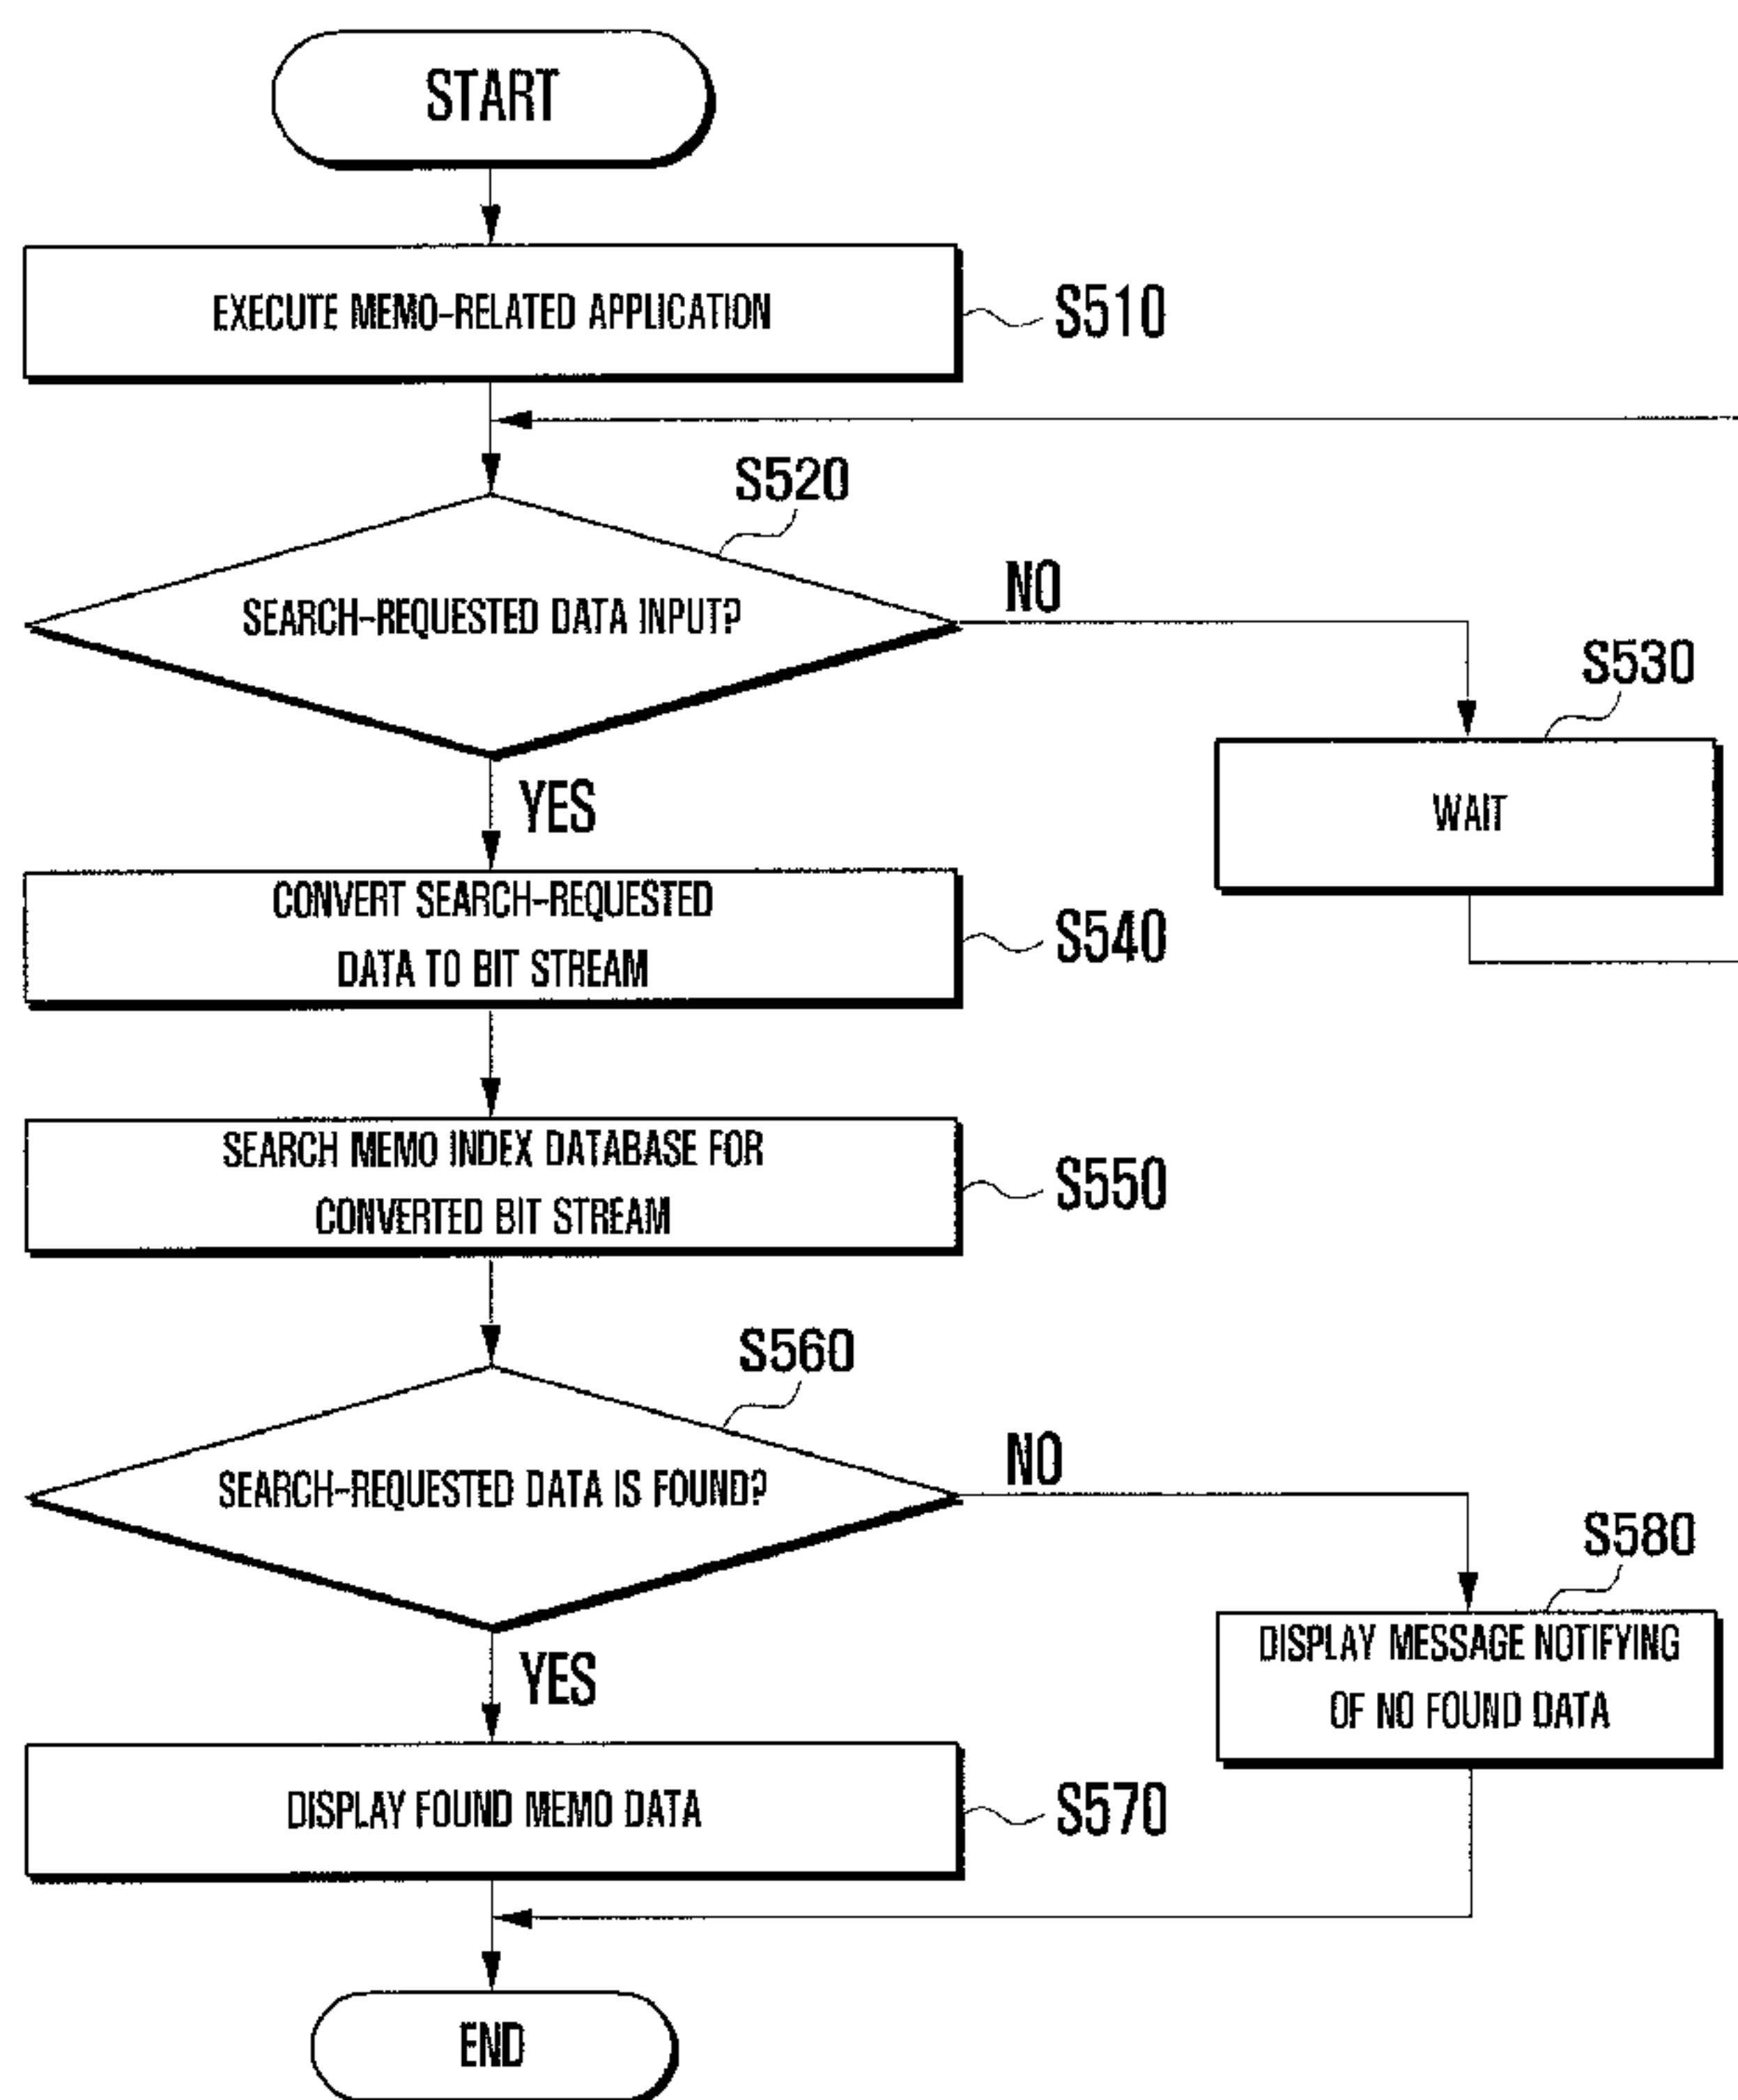 START
EXECUTE MEMO-RELATED APPLICATION
S510
S520
SEARCH-REQUESTED DATA INPUT?
NO
S530
WAIT
YES
CONVERT SEARCH-REQUESTED
DATA TO BIT STREAM
S540
SEARCH MEMO INDEX DATABASE FOR
CONVERTED BIT STREAM
S550
S560
SEARCH-REQUESTED DATA IS FOUND?
NO
S580
DISPLAY MESSAGE NOTIFYING
OF NO FOUND DATA
YES
DISPLAY FOUND MEMO DATA
S570
END